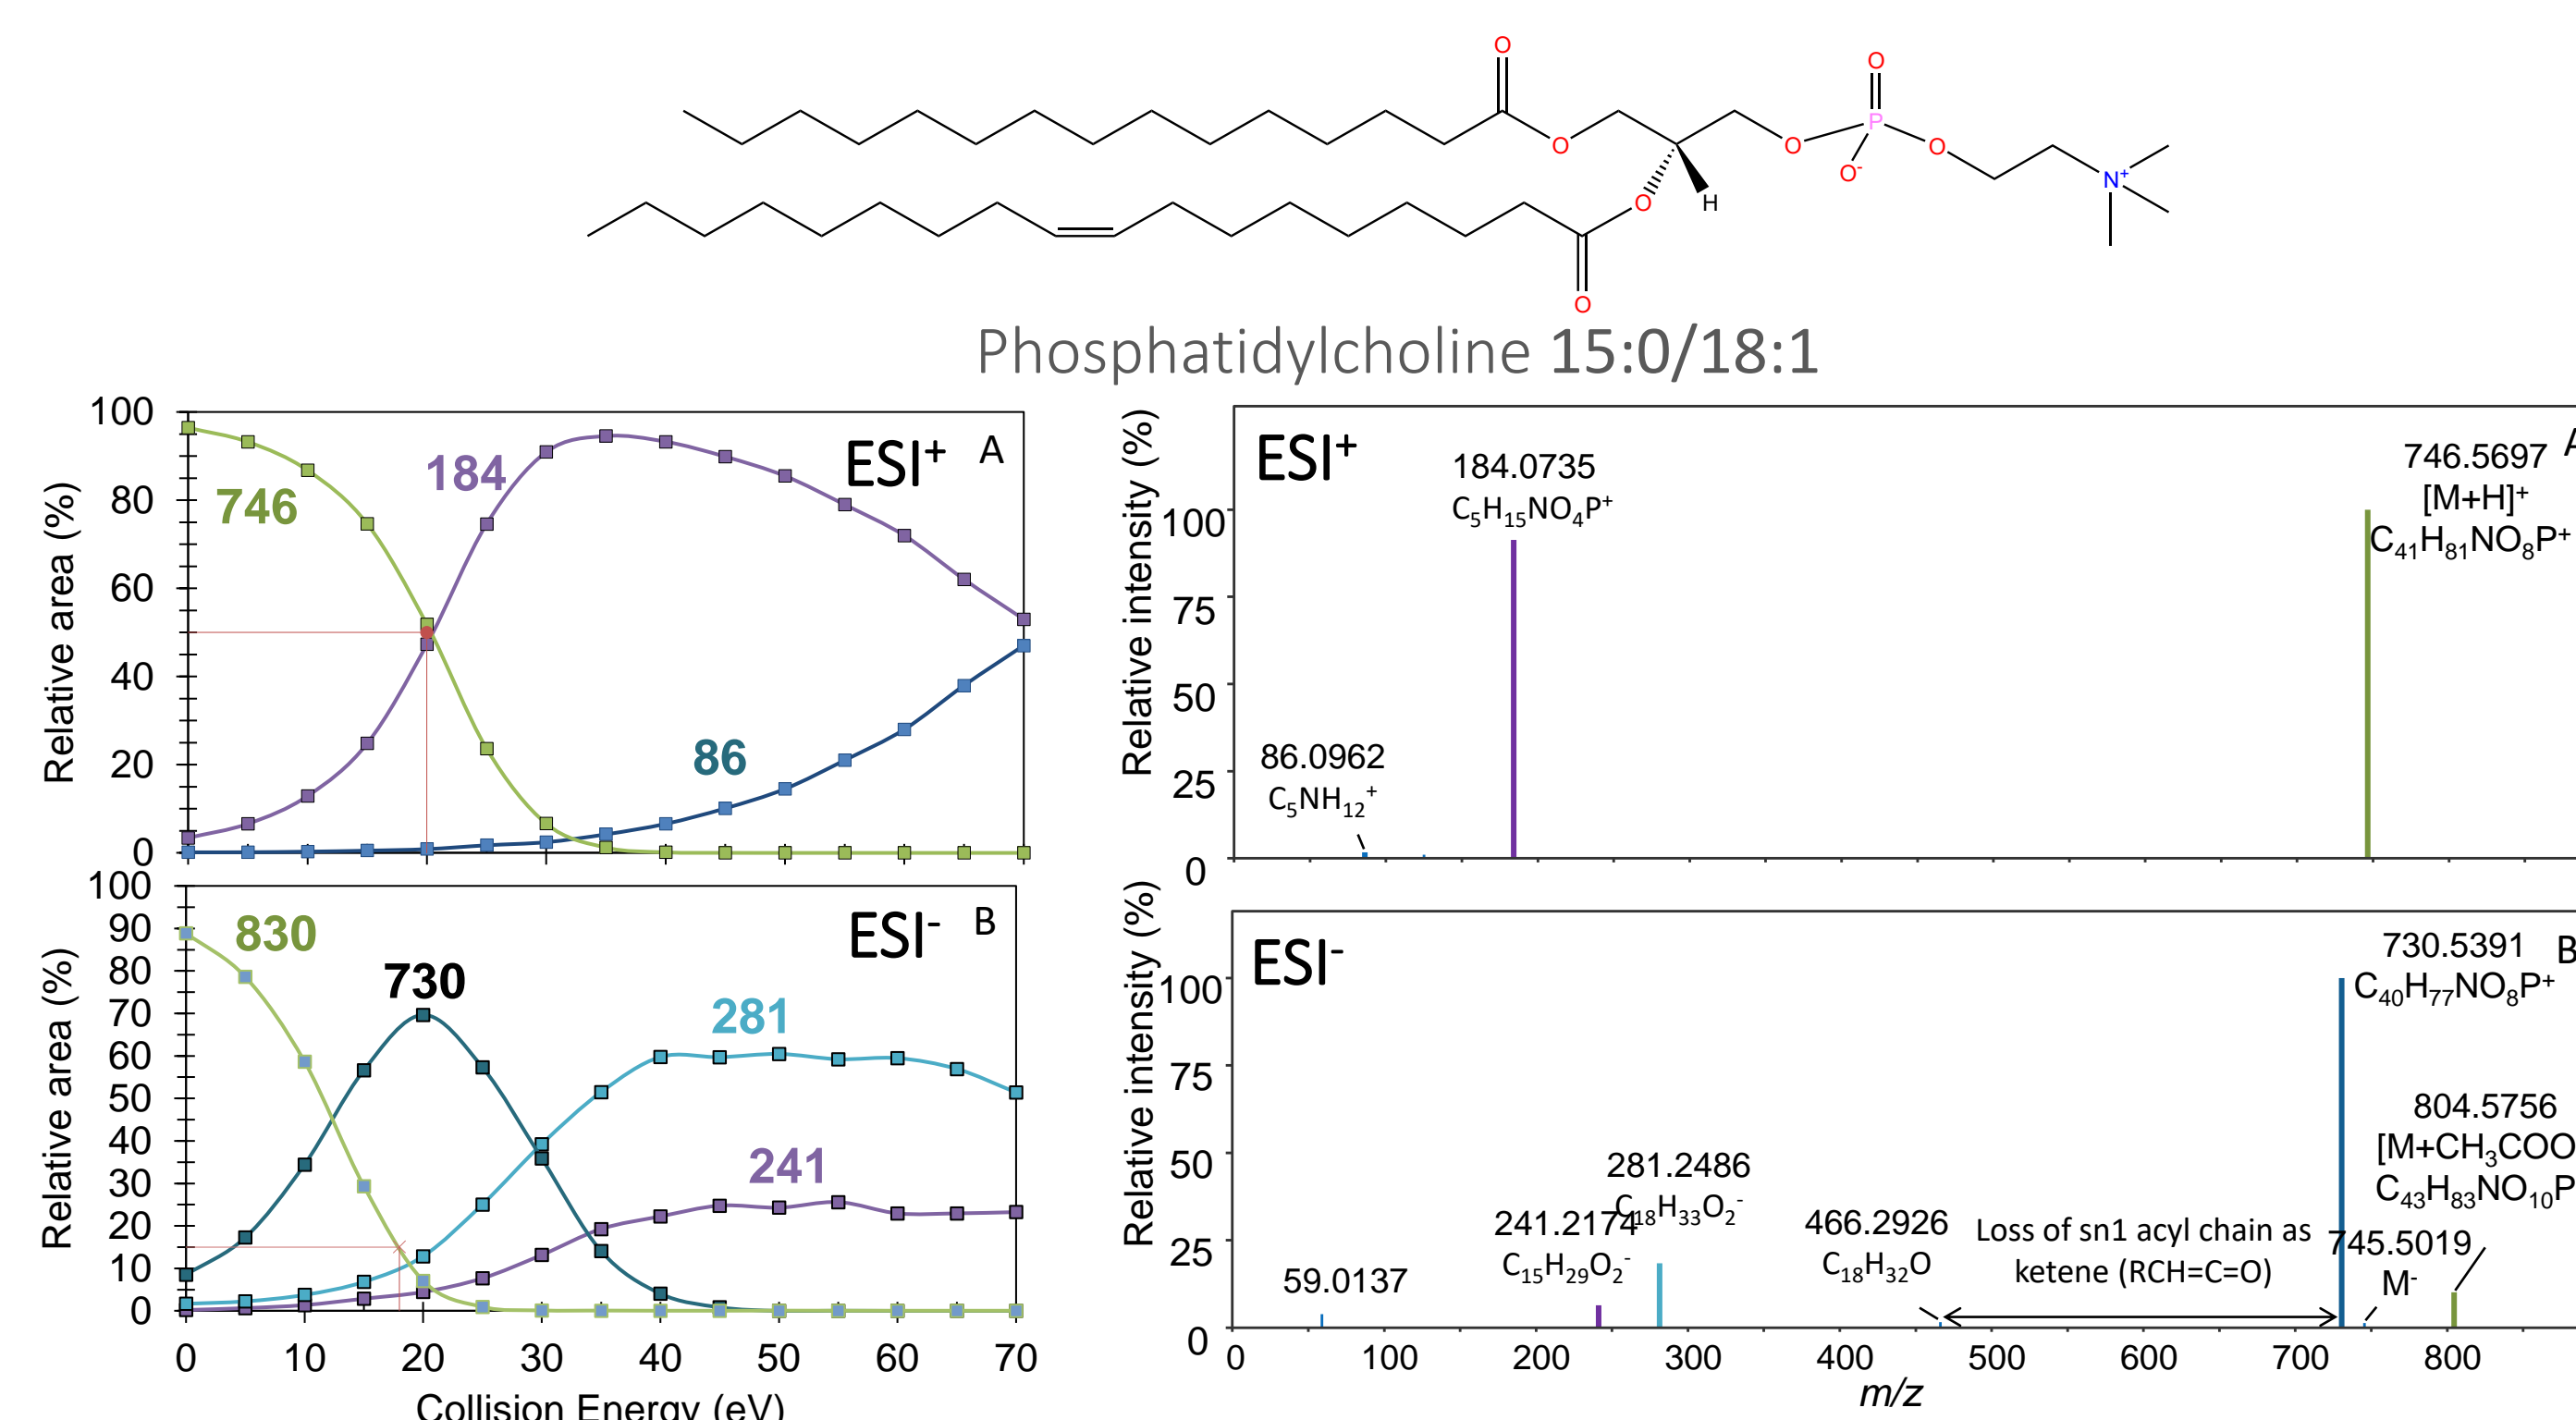 O
O
P
O
O
O⁻
O
N⁺
O
H
O
Phosphatidylcholine 15:0/18:1
100
80
60
40
20
0
Relative area (%)
746
184
86
ESI⁺ A
Relative intensity (%)
100
75
50
25
0
ESI⁺
86.0962
C₅NH₁₂⁺
184.0735
C₅H₁₅NO₄P⁺
746.5697
[M+H]⁺
C₄₁H₈₁NO₈P⁺
100
90
80
70
60
50
40
30
20
10
0
Relative area (%)
830
730
281
241
ESI⁻ B
0 10 20 30 40 50 60 70
Collision Energy (eV)
Relative intensity (%)
100
75
50
25
0
ESI⁻
B
59.0137
241.2174
C₁₅H₂₉O₂⁻
281.2486
C₁₈H₃₃O₂⁻
466.2926
C₁₈H₃₂O
Loss of sn1 acyl chain as
ketene (RCH=C=O)
730.5391
C₄₀H₇₇NO₈P⁺
745.5019
M⁻
804.5756
[M+CH₃COO
C₄₃H₈₃NO₁₀P
0 100 200 300 400 500 600 700 800
m/z